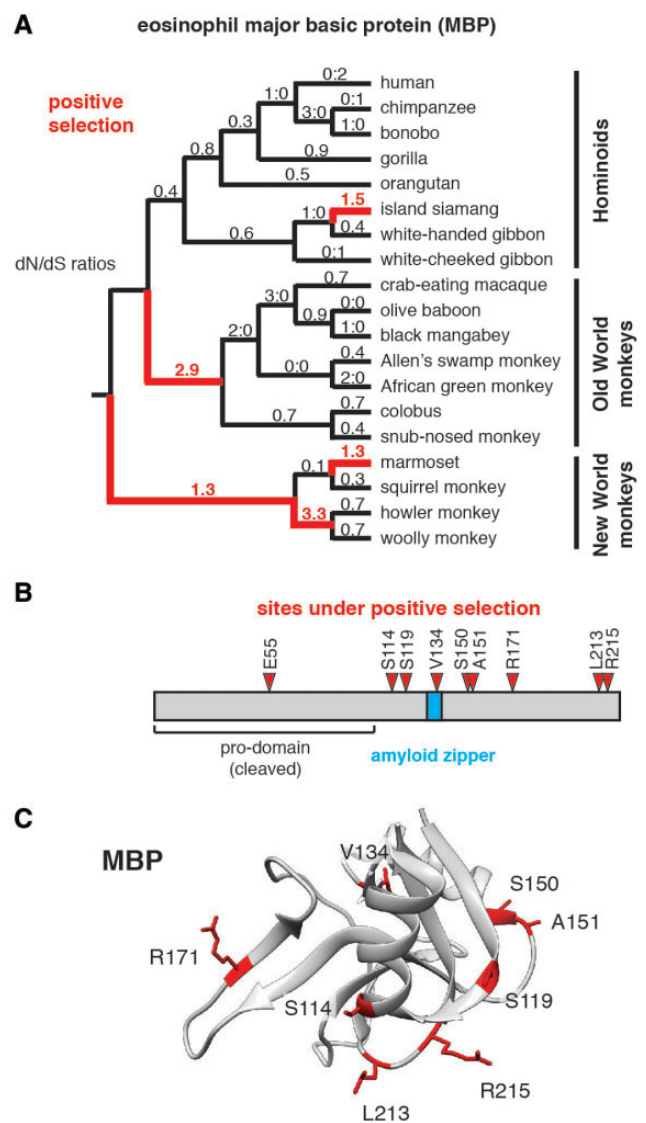 A
eosinophil major basic protein (MBP)
positive
selection
dN/dS ratios
0:2
human
1:0
0:1
chimpanzee
3:0
1:0
bonobo
0.3
0.9
gorilla
0.8
0.5
orangutan
0.4
1.5
island siamang
1:0
0.4
white-handed gibbon
0.6
0:1
white-cheeked gibbon
Hominoids
0.7
crab-eating macaque
3:0
0:0
olive baboon
0.9
1:0
black mangabey
2:0
0.4
Allen's swamp monkey
0:0
2:0
African green monkey
2.9
0.7
colobus
0.7
0.4
snub-nosed monkey
Old World
monkeys
1.3
marmoset
0.1
0.3
squirrel monkey
1.3
0.7
howler monkey
3.3
0.7
woolly monkey
New World
monkeys
B
sites under positive selection
E55
S114
S119
V134
S150
A151
R171
L213
R215
pro-domain
(cleaved)
amyloid zipper
C
MBP
V134
S150
A151
R171
S114
S119
R215
L213